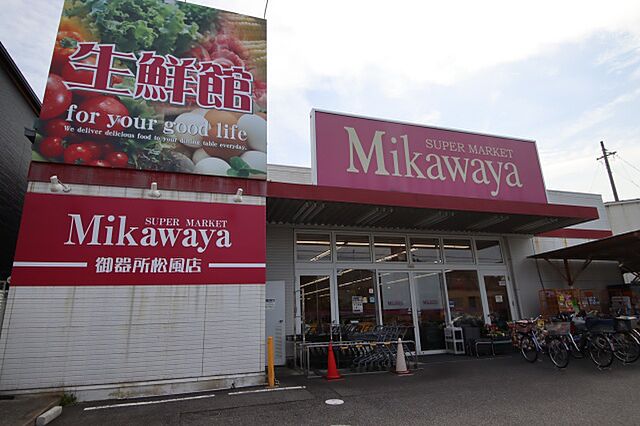 生鮮館
for your good life
We deliver delicious food to your dining table everyday.
SUPER MARKET
Mikawaya
御器所松風店
SUPER MARKET
Mikawaya